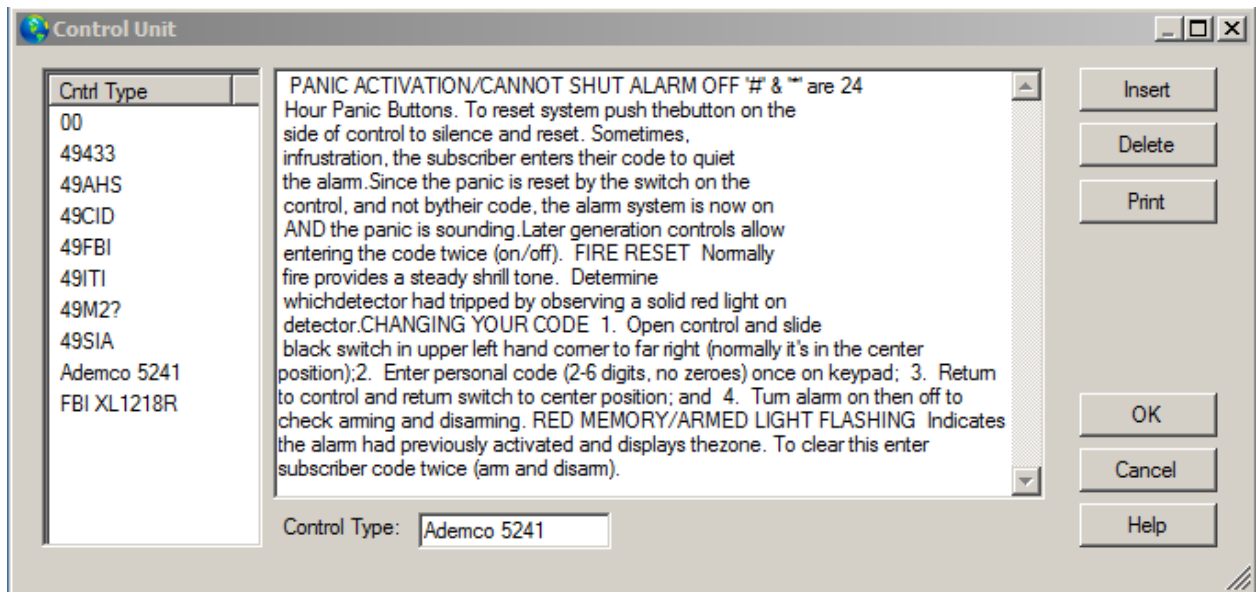 Control Unit
Cntrl Type
00
49433
49AHS
49CID
49FBI
49ITI
49M2?
49SIA
Ademco 5241
FBI XL1218R
PANIC ACTIVATION/CANNOT SHUT ALARM OFF '#' & '*' are 24
Hour Panic Buttons. To reset system push thebutton on the
side of control to silence and reset. Sometimes,
infrustration, the subscriber enters their code to quiet
the alarm.Since the panic is reset by the switch on the
control, and not bytheir code, the alarm system is now on
AND the panic is sounding.Later generation controls allow
entering the code twice (on/off).  FIRE RESET  Normally
fire provides a steady shrill tone.  Determine
whichdetector had tripped by observing a solid red light on
detector.CHANGING YOUR CODE  1.  Open control and slide
black switch in upper left hand corner to far right (normally it's in the center
position);2.  Enter personal code (2-6 digits, no zeroes) once on keypad;  3.  Return
to control and return switch to center position; and  4.  Turn alarm on then off to
check arming and disarming. RED MEMORY/ARMED LIGHT FLASHING  Indicates
the alarm had previously activated and displays thezone. To clear this enter
subscriber code twice (arm and disarm).
Control Type: Ademco 5241
Insert
Delete
Print
OK
Cancel
Help